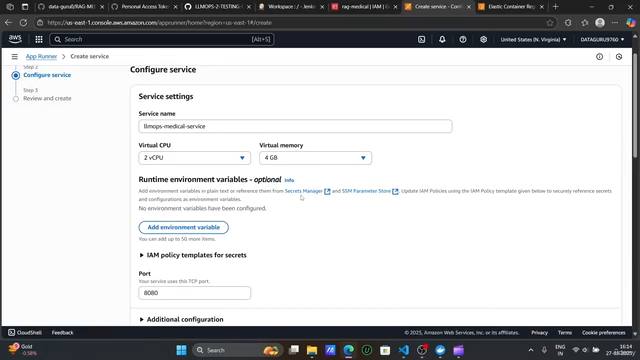 data-guru0/RAG-ME
Personal Access Tok
LLMOPS-2-TESTING
Workspace : / - Jenk
rag-medical | IAM | G
Create service - Conf
Elastic Container Re
https://us-east-1.console.aws.amazon.com/apprunner/home?region=us-east-1#/create
aws
Search
[Alt+S]
United States (N. Virginia)
DATAGURU9760
App Runner
Create service
Step 2
Configure service
Step 3
Review and create
Configure service
Service settings
Service name
llmops-medical-service
Virtual CPU
Virtual memory
2 vCPU
4 GB
Runtime environment variables - optional Info
Add environment variables in plain text or reference them from Secrets Manager and SSM Parameter Store. Update IAM Policies using the IAM Policy template given below to securely reference secrets
and configurations as environment variables.
No environment variables have been configured.
Add environment variable
You can add up to 50 more items.
IAM policy templates for secrets
Port
Your service uses this TCP port.
8080
Additional configuration
CloudShell
Feedback
© 2025, Amazon Web Services, Inc. or its affiliates.
Privacy
Terms
Cookie preferences
Gold
-0.58%
Search
ENG
IN
16:14
27-08-2025